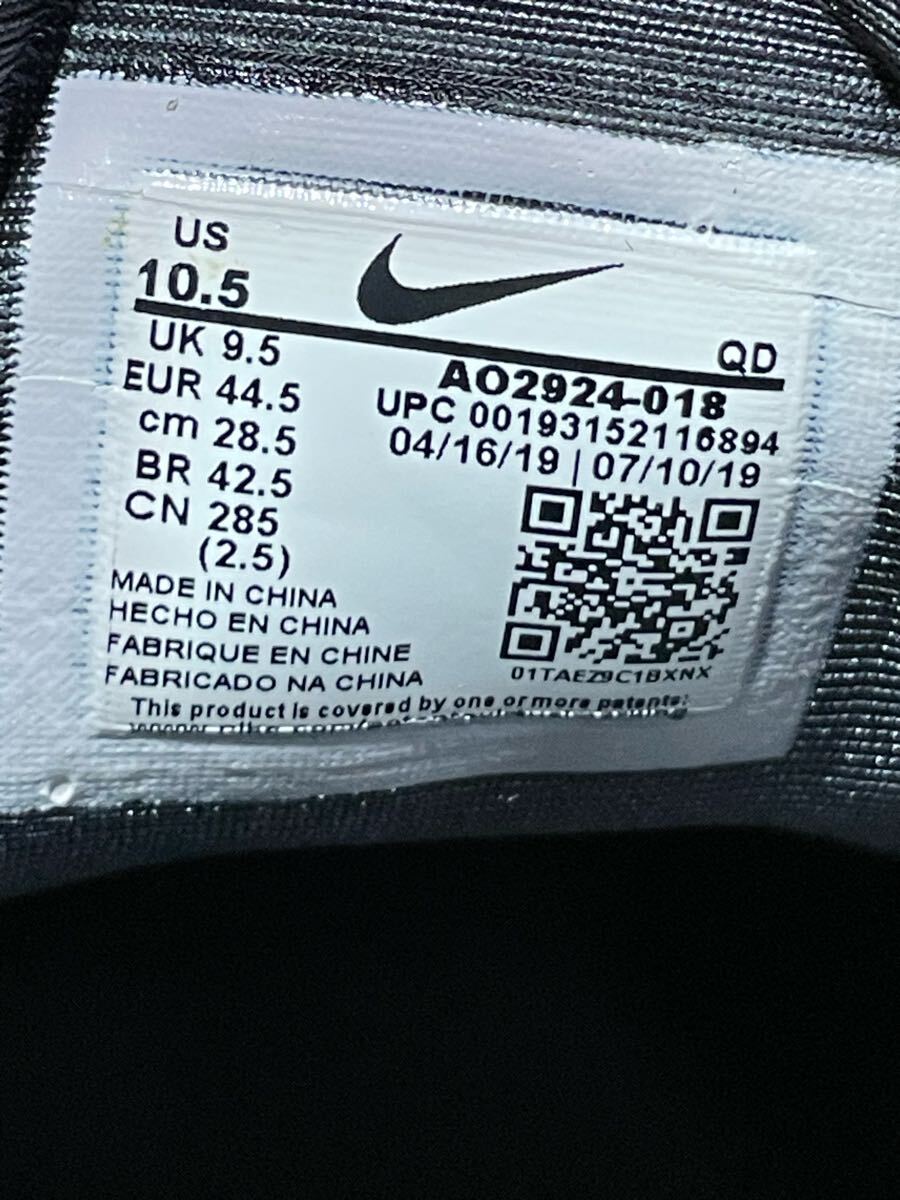 US
10.5
UK 9.5
EUR 44.5
cm 28.5
BR 42.5
CN 285
(2.5)
QD
AO2924-018
UPC 00193152116894
04/16/19 | 07/10/19
01TAEZ9C1BXNX
MADE IN CHINA
HECHO EN CHINA
FABRIQUE EN CHINE
FABRICADO NA CHINA
This product is covered by one or more patents: